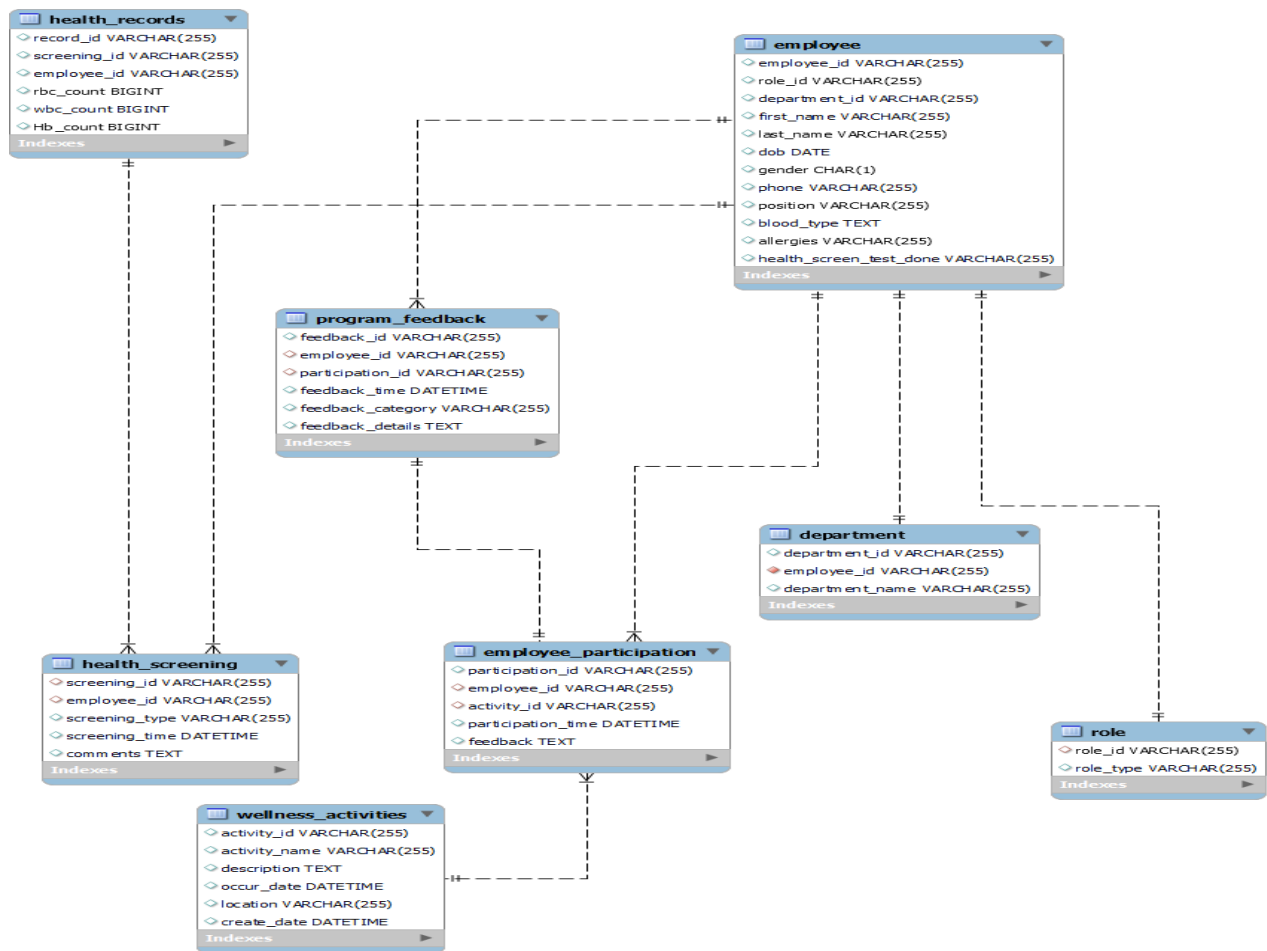 health_records
record_id VARCHAR(255)
screening_id VARCHAR(255)
employee_id VARCHAR(255)
rbc_count BIGINT
wbc_count BIGINT
Hb_count BIGINT
Indexes
employee
employee_id VARCHAR(255)
role_id VARCHAR(255)
department_id VARCHAR(255)
first_name VARCHAR(255)
last_name VARCHAR(255)
dob DATE
gender CHAR(1)
phone VARCHAR(255)
position VARCHAR(255)
blood_type TEXT
allergies VARCHAR(255)
health_screen_test_done VARCHAR(255)
Indexes
program_feedback
feedback_id VARCHAR(255)
employee_id VARCHAR(255)
participation_id VARCHAR(255)
feedback_time DATETIME
feedback_category VARCHAR(255)
feedback_details TEXT
Indexes
department
department_id VARCHAR(255)
employee_id VARCHAR(255)
department_name VARCHAR(255)
Indexes
health_screening
screening_id VARCHAR(255)
employee_id VARCHAR(255)
screening_type VARCHAR(255)
screening_time DATETIME
comments TEXT
Indexes
employee_participation
participation_id VARCHAR(255)
employee_id VARCHAR(255)
activity_id VARCHAR(255)
participation_time DATETIME
feedback TEXT
Indexes
role
role_id VARCHAR(255)
role_type VARCHAR(255)
Indexes
wellness_activities
activity_id VARCHAR(255)
activity_name VARCHAR(255)
description TEXT
occur_date DATETIME
location VARCHAR(255)
create_date DATETIME
Indexes